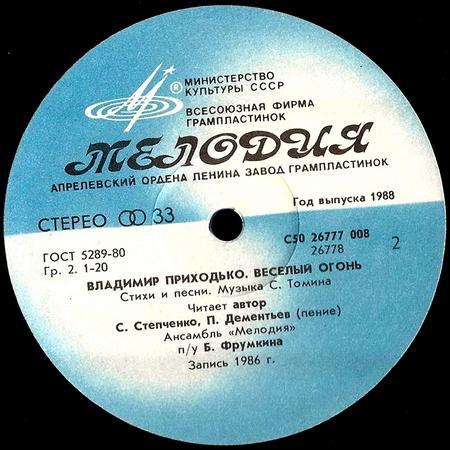 ®
МИНИСТЕРСТВО
КУЛЬТУРЫ СССР
ВСЕСОЮЗНАЯ ФИРМА
ГРАМПЛАСТИНОК
МЕЛОДИЯ
АПРЕЛЕВСКИЙ ОРДЕНА ЛЕНИНА ЗАВОД ГРАМПЛАСТИНОК
СТЕРЕО 33
Год выпуска 1988
ГОСТ 5289-80
Гр. 2. 1-20
С50 26777 008
26778
2
ВЛАДИМИР ПРИХОДЬКО. ВЕСЕЛЫЙ ОГОНЬ
Стихи и песни. Музыка С. Томина
Читает автор
С. Степченко, П. Дементьев (пение)
Ансамбль «Мелодия»
п/у Б. Фрумкина
Запись 1986 г.